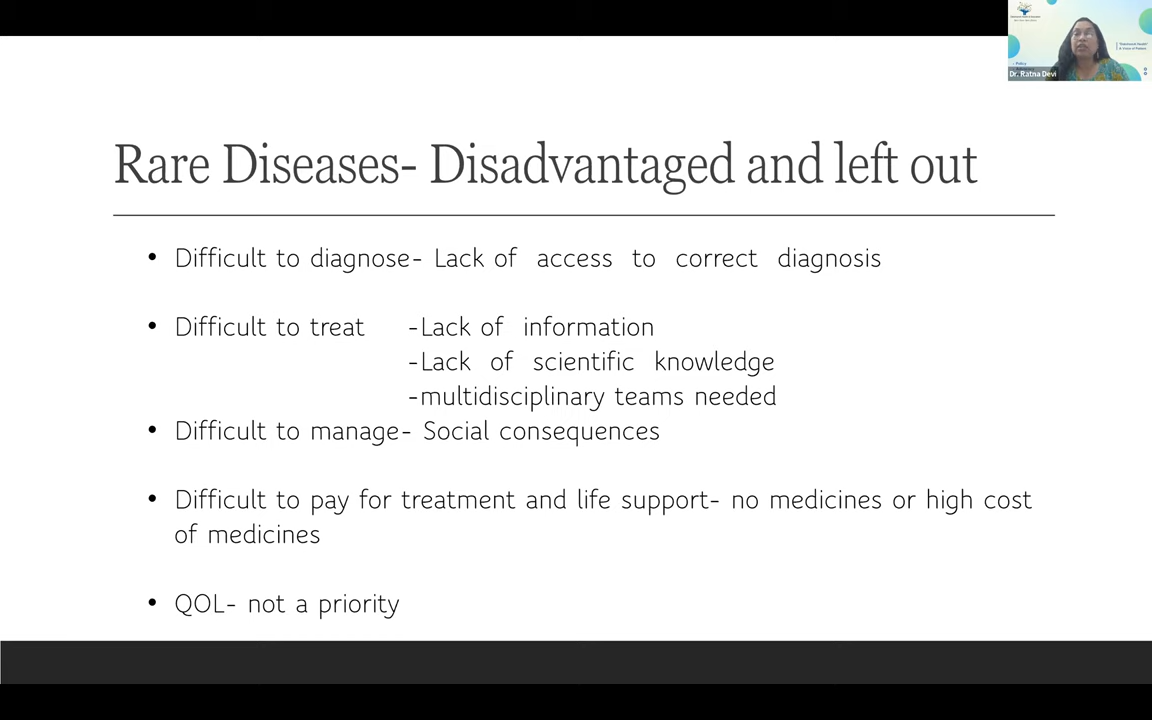 Dr. Ratna Devi
Rare Diseases- Disadvantaged and left out
• Difficult to diagnose- Lack of access to correct diagnosis
• Difficult to treat -Lack of information
-Lack of scientific knowledge
-multidisciplinary teams needed
• Difficult to manage- Social consequences
• Difficult to pay for treatment and life support- no medicines or high cost
of medicines
• QOL- not a priority